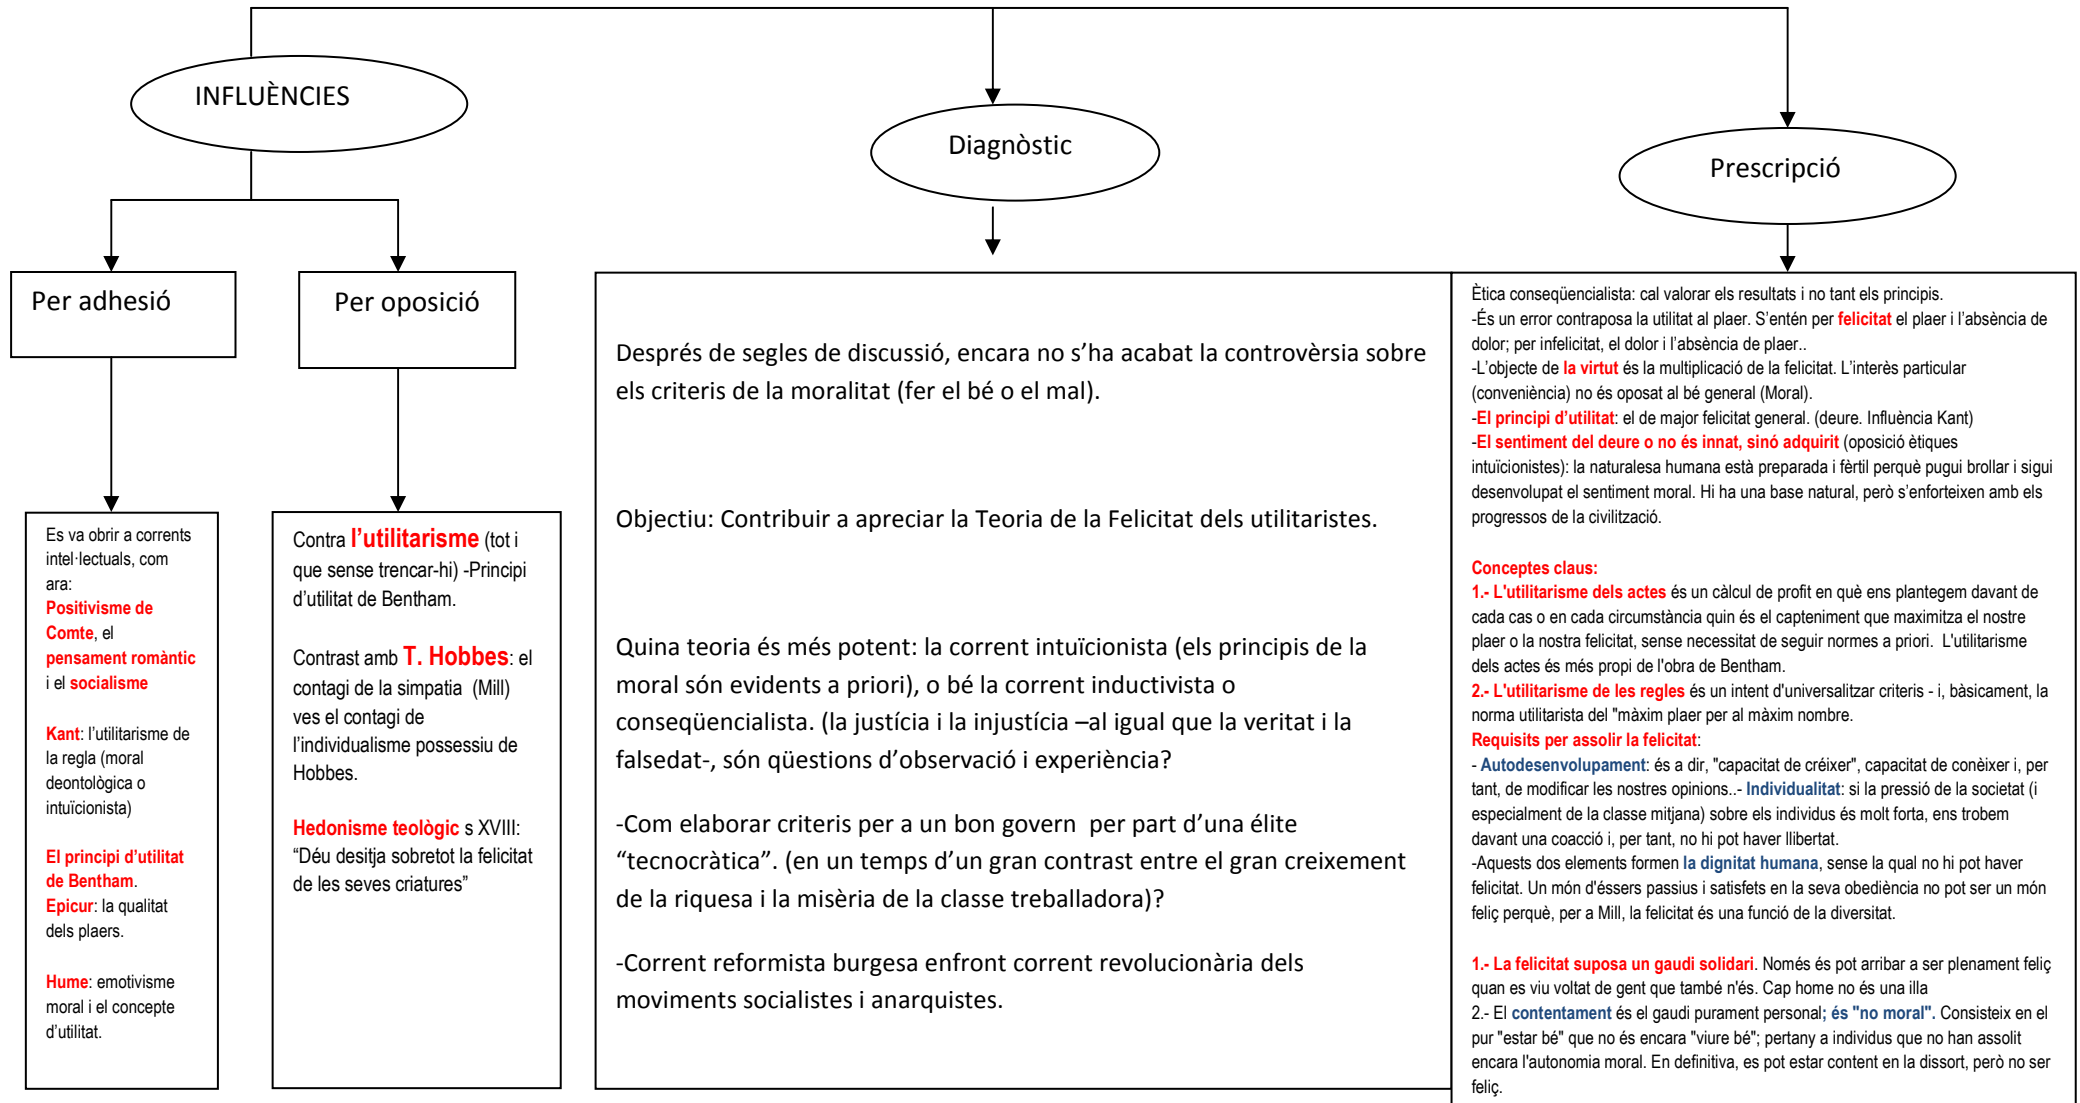 INFLUÈNCIES
Diagnòstic
Prescripció
Per adhesió
Per oposició
Es va obrir a corrents
intel·lectuals, com
ara:
Positivisme de
Comte, el
pensament romàntic
i el socialisme
Kant: l’utilitarisme de
la regla (moral
deontològica o
intuïcionista)
El principi d’utilitat
de Bentham.
Epicur: la qualitat
dels plaers.
Hume: emotivisme
moral i el concepte
d’utilitat.
Contra l’utilitarisme (tot i
que sense trencar-hi) -Principi
d’utilitat de Bentham.
Contrast amb T. Hobbes: el
contagi de la simpatia (Mill)
ves el contagi de
l’individualisme possessiu de
Hobbes.
Hedonisme teològic s XVIII:
“Déu desitja sobretot la felicitat
de les seves criatures”
Després de segles de discussió, encara no s’ha acabat la controvèrsia sobre
els criteris de la moralitat (fer el bé o el mal).
Objectiu: Contribuir a apreciar la Teoria de la Felicitat dels utilitaristes.
Quina teoria és més potent: la corrent intuïcionista (els principis de la
moral són evidents a priori), o bé la corrent inductivista o
conseqüencialista. (la justícia i la injustícia –al igual que la veritat i la
falsedat-, són qüestions d’observació i experiència?
-Com elaborar criteris per a un bon govern per part d’una élite
“tecnocràtica”. (en un temps d’un gran contrast entre el gran creixement
de la riquesa i la misèria de la classe treballadora)?
-Corrent reformista burgesa enfront corrent revolucionària dels
moviments socialistes i anarquistes.
Ètica conseqüencialista: cal valorar els resultats i no tant els principis.
-És un error contraposa la utilitat al plaer. S’entén per felicitat el plaer i l’absència de
dolor; per infelicitat, el dolor i l’absència de plaer..
-L’objecte de la virtut és la multiplicació de la felicitat. L’interès particular
(conveniència) no és oposat al bé general (Moral).
-El principi d’utilitat: el de major felicitat general. (deure. Influència Kant)
-El sentiment del deure o no és innat, sinó adquirit (oposició ètiques
intuïcionistes): la naturalesa humana està preparada i fèrtil perquè pugui brollar i sigui
desenvolupat el sentiment moral. Hi ha una base natural, però s’enforteixen amb els
progressos de la civilització.
Conceptes claus:
1.- L'utilitarisme dels actes és un càlcul de profit en què ens plantegem davant de
cada cas o en cada circumstància quin és el capteniment que maximitza el nostre
plaer o la nostra felicitat, sense necessitat de seguir normes a priori. L'utilitarisme
dels actes és més propi de l'obra de Bentham.
2.- L'utilitarisme de les regles és un intent d'universalitzar criteris - i, bàsicament, la
norma utilitarista del "màxim plaer per al màxim nombre.
Requisits per assolir la felicitat:
- Autodesenvolupament: és a dir, "capacitat de créixer", capacitat de conèixer i, per
tant, de modificar les nostres opinions..- Individualitat: si la pressió de la societat (i
especialment de la classe mitjana) sobre els individus és molt forta, ens trobem
davant una coacció i, per tant, no hi pot haver llibertat.
-Aquests dos elements formen la dignitat humana, sense la qual no hi pot haver
felicitat. Un món d'éssers passius i satisfets en la seva obediència no pot ser un món
feliç perquè, per a Mill, la felicitat és una funció de la diversitat.
1.- La felicitat suposa un gaudi solidari. Només és pot arribar a ser plenament feliç
quan es viu voltat de gent que també n'és. Cap home no és una illa
2.- El contentament és el gaudi purament personal; és "no moral". Consisteix en el
pur "estar bé" que no és encara "viure bé"; pertany a individus que no han assolit
encara l'autonomia moral. En definitiva, es pot estar content en la dissort, però no ser
feliç.